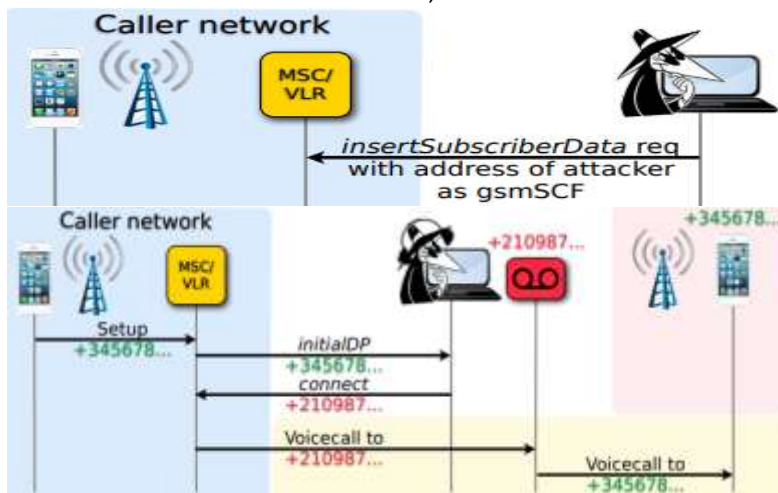 Caller network
MSC/
VLR
insertSubscriberData req
with address of attacker
as gsmSCF
Caller network
+345678...
+210987...
MSC/
VLR
Setup
+345678...
initialDP
+345678...
connect
+210987...
Voicecall to
+210987...
Voicecall to
+345678...